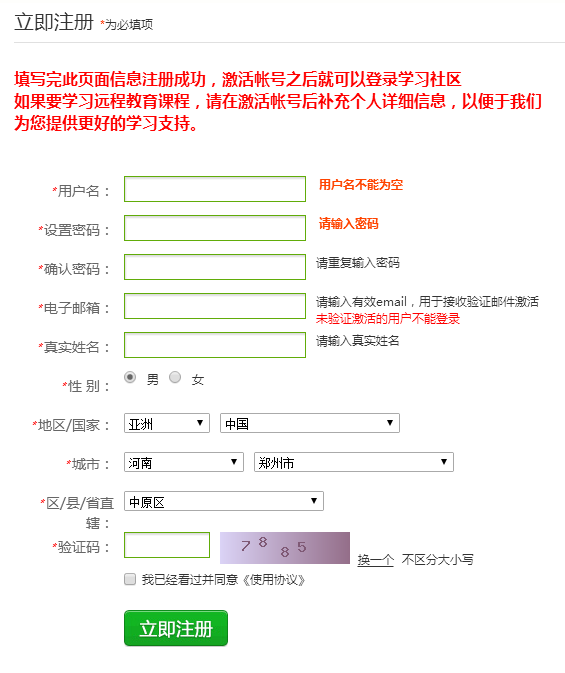 立即注册 *为必填项
填写完此页面信息注册成功，激活帐号之后就可以登录学习社区
如果要学习远程教育课程，请在激活帐号后补充个人详细信息，以便于我们
为您提供更好的学习支持。
*用户名： 用户名不能为空
*设置密码： 请输入密码
*确认密码： 请重复输入密码
*电子邮箱： 请输入有效email，用于接收验证邮件激活
未验证激活的用户不能登录
*真实姓名： 请输入真实姓名
*性 别： 男 女
*地区/国家： 亚洲 中国
*城市： 河南 郑州市
*区/县/省直
辖： 中原区
*验证码： 7885 换一个 不区分大小写
我已经看过并同意《使用协议》
立即注册